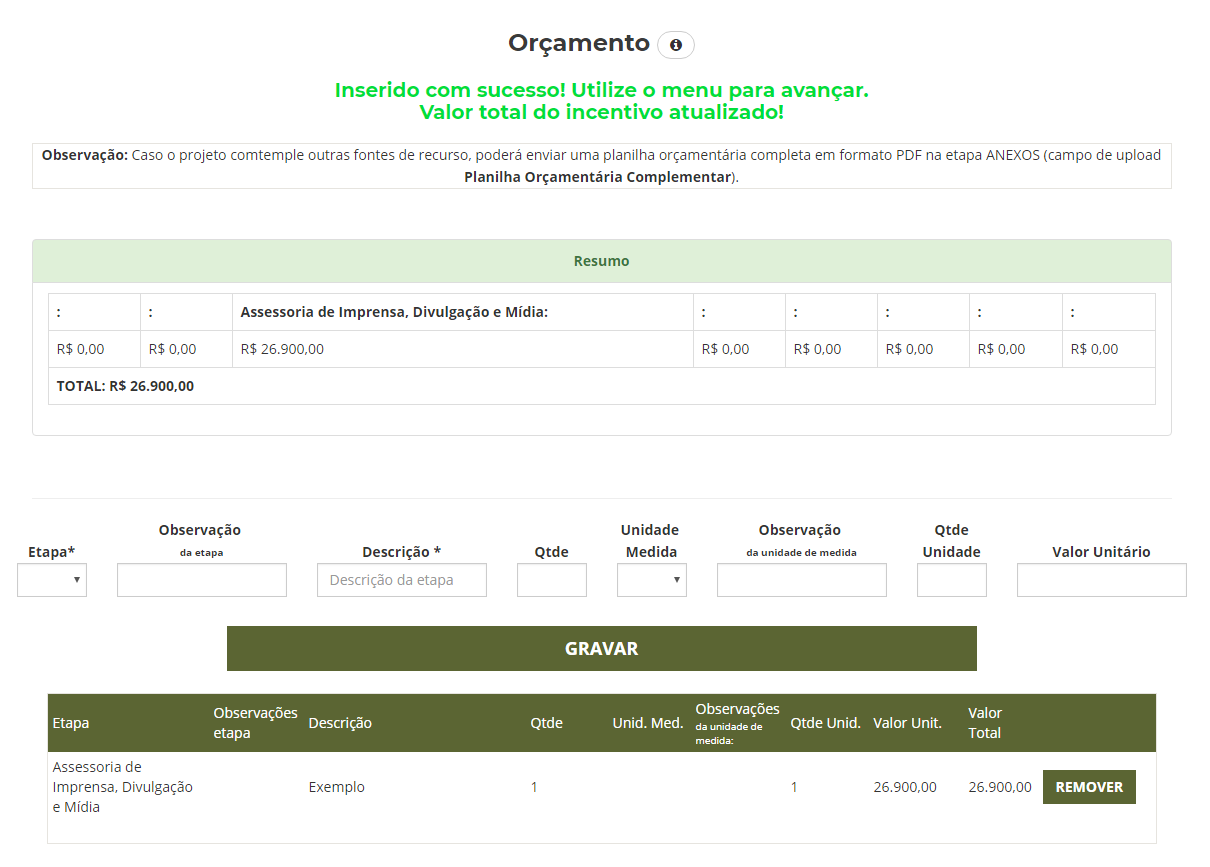 Orçamento
Inserido com sucesso! Utilize o menu para avançar.
Valor total do incentivo atualizado!
Observação: Caso o projeto comtemple outras fontes de recurso, poderá enviar uma planilha orçamentária completa em formato PDF na etapa ANEXOS (campo de upload
Planilha Orçamentária Complementar).
Resumo
: : Assessoria de Imprensa, Divulgação e Mídia: : : : : :
R$ 0,00 R$ 0,00 R$ 26.900,00 R$ 0,00 R$ 0,00 R$ 0,00 R$ 0,00 R$ 0,00
TOTAL: R$ 26.900,00
Etapa*
Observação
da etapa
Descrição *
Qtde
Unidade
Medida
Observação
da unidade de medida
Qtde
Unidade
Valor Unitário
Descrição da etapa
GRAVAR
Etapa
Observações
etapa
Descrição
Qtde
Unid. Med.
Observações
da unidade de
medida:
Qtde Unid.
Valor Unit.
Valor
Total
Assessoria de
Imprensa, Divulgação
e Mídia
Exemplo
1
1
26.900,00
26.900,00
REMOVER